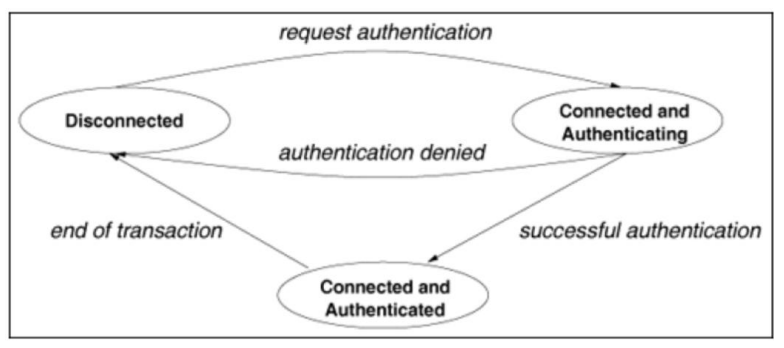 request authentication
Disconnected
Connected and
Authenticating
authentication denied
end of transaction
successful authentication
Connected and
Authenticated